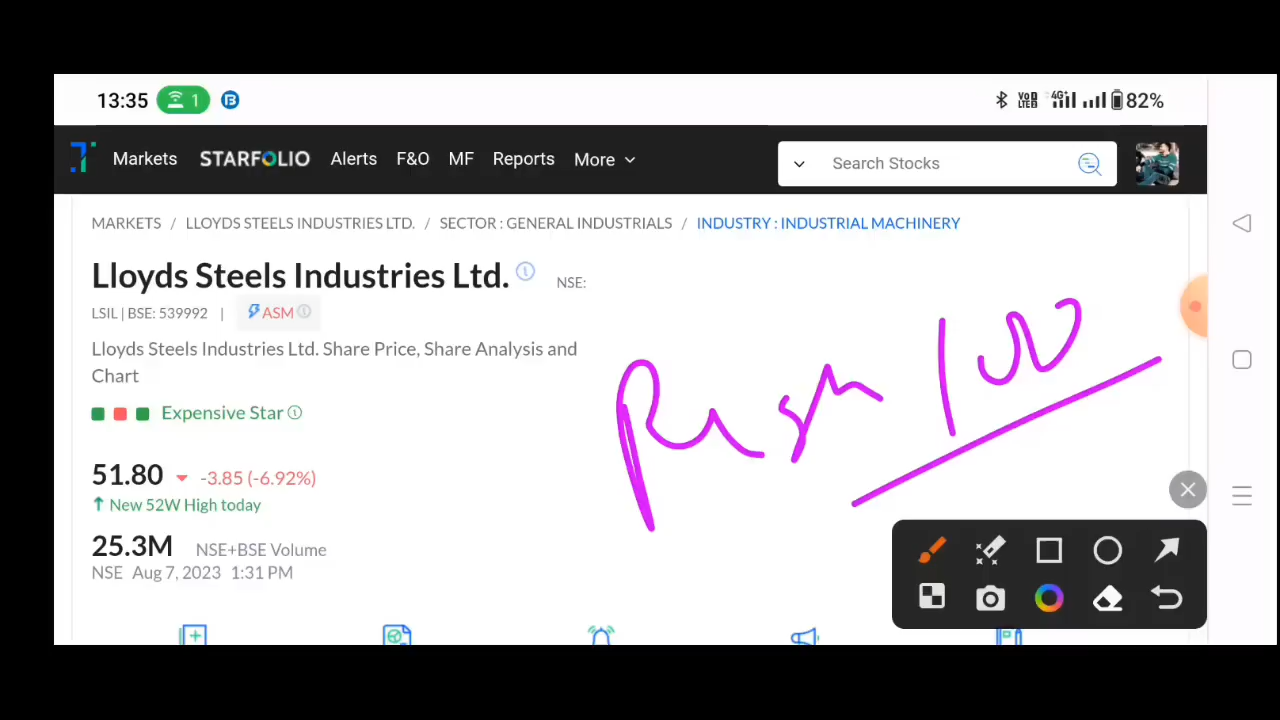 13:35 1 B VoD LTE 4G+ 82%
Markets STARFOLIO Alerts F&O MF Reports More Search Stocks
MARKETS / LLOYDS STEELS INDUSTRIES LTD. / SECTOR : GENERAL INDUSTRIALS / INDUSTRY : INDUSTRIAL MACHINERY
Lloyds Steels Industries Ltd. NSE:
LSIL | BSE: 539992 | ASM
Lloyds Steels Industries Ltd. Share Price, Share Analysis and
Chart
100
Expensive Star
51.80 -3.85 (-6.92%)
New 52W High today
25.3M NSE+BSE Volume
NSE Aug 7, 2023 1:31 PM